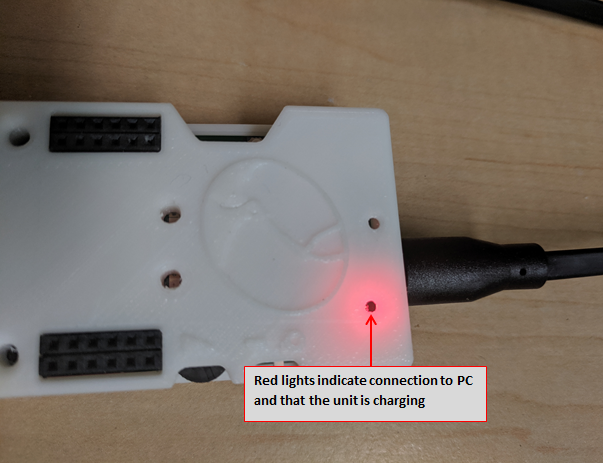 Red lights indicate connection to PC
and that the unit is charging